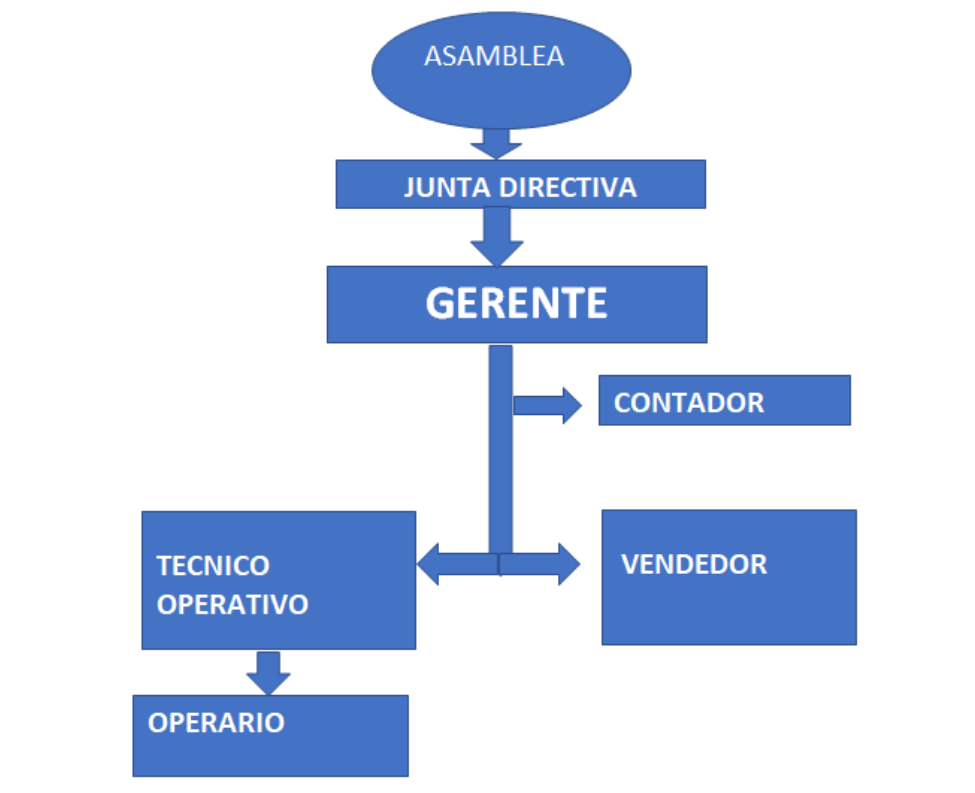 ASAMBLEA
JUNTA DIRECTIVA
GERENTE
CONTADOR
TECNICO
OPERATIVO
VENDEDOR
OPERARIO